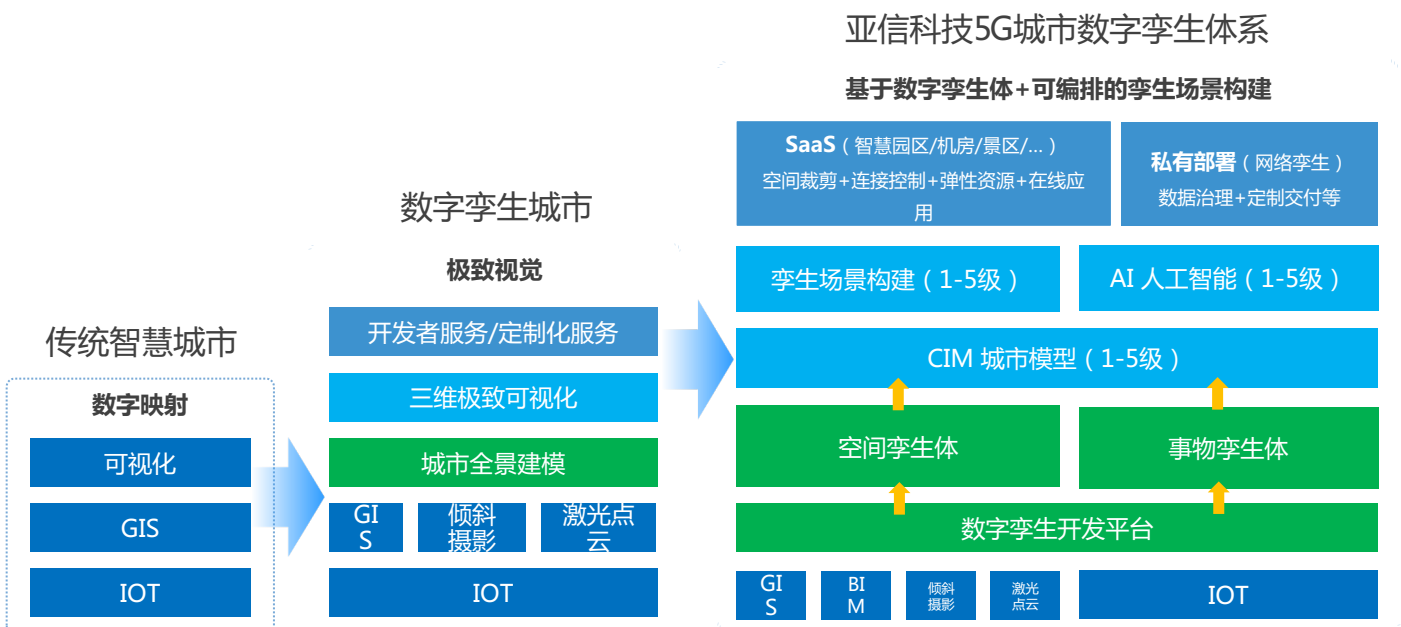 传统智慧城市
数字映射
可视化
GIS
IOT
数字孪生城市
极致视觉
开发者服务/定制化服务
三维极致可视化
城市全景建模
GI
S
倾斜
摄影
激光点
云
IOT
亚信科技5G城市数字孪生体系
基于数字孪生体+可编排的孪生场景构建
SaaS（智慧园区/机房/景区/...）
空间裁剪+连接控制+弹性资源+在线应
用
私有部署（网络孪生）
数据治理+定制交付等
孪生场景构建（1-5级）
AI 人工智能（1-5级）
CIM 城市模型（1-5级）
空间孪生体
事物孪生体
数字孪生开发平台
GI
S
BI
M
倾斜
摄影
激光
点云
IOT